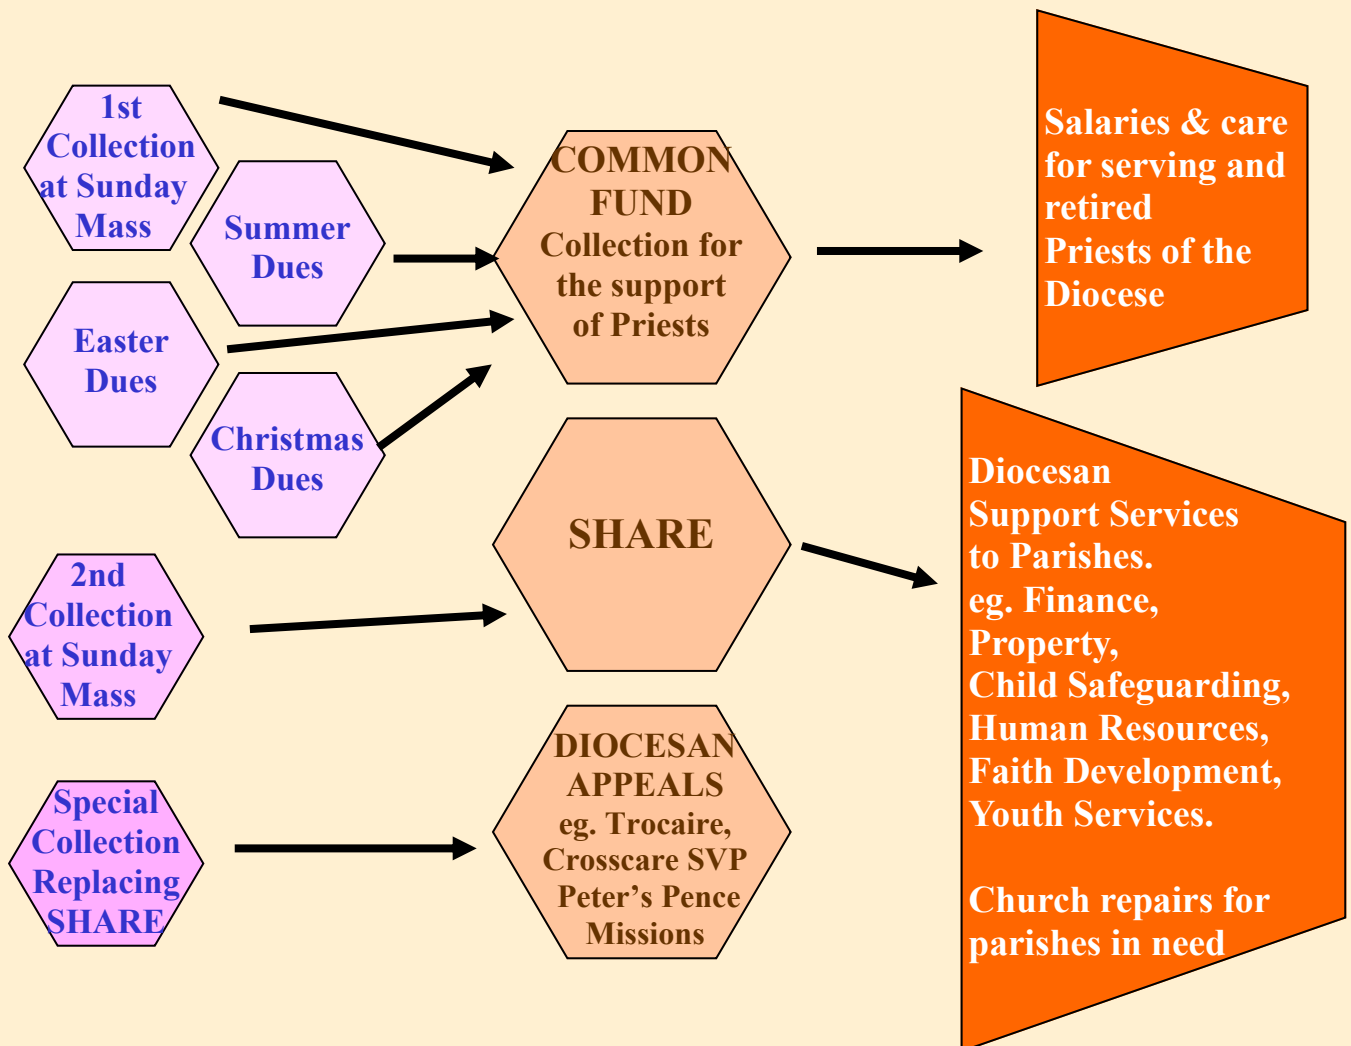 1st
Collection
at Sunday
Mass
Summer
Dues
Easter
Dues
Christmas
Dues
2nd
Collection
at Sunday
Mass
Special
Collection
Replacing
SHARE
COMMON
FUND
Collection for
the support
of Priests
SHARE
DIOCESAN
APPEALS
eg. Trocaire,
Crosscare SVP
Peter’s Pence
Missions
Salaries & care
for serving and
retired
Priests of the
Diocese
Diocesan
Support Services
to Parishes.
eg. Finance,
Property,
Child Safeguarding,
Human Resources,
Faith Development,
Youth Services.
Church repairs for
parishes in need